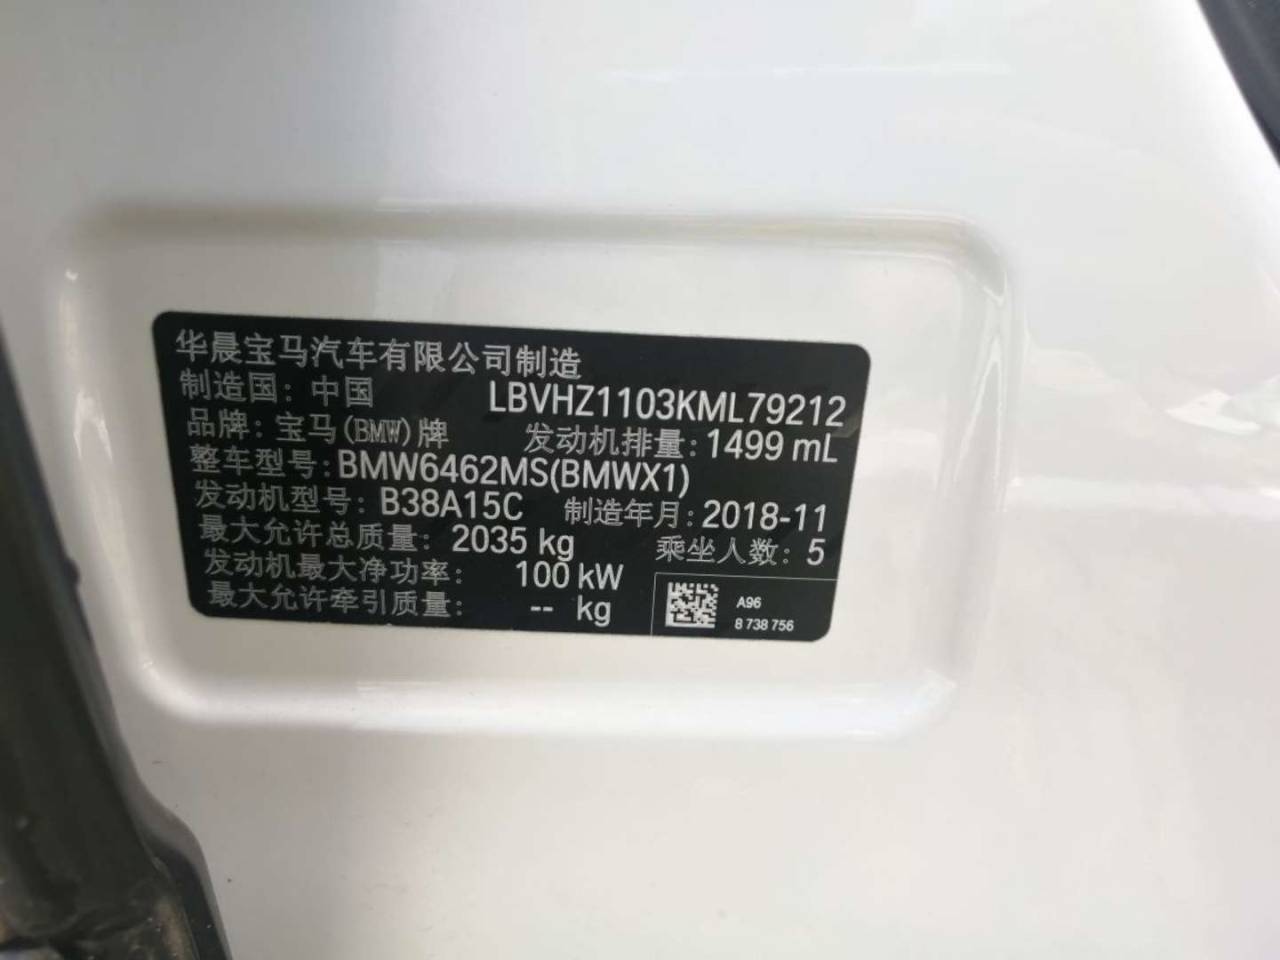 华晨宝马汽车有限公司制造
制造国：中国 LBVHZ1103KML79212
品牌：宝马(BMW)牌 发动机排量：1499 mL
整车型号：BMW6462MS(BMWX1)
发动机型号：B38A15C 制造年月：2018-11
最大允许总质量：2035 kg 乘坐人数：5
发动机最大净功率：100 kW
最大允许牵引质量：-- kg
A96
8 738 756